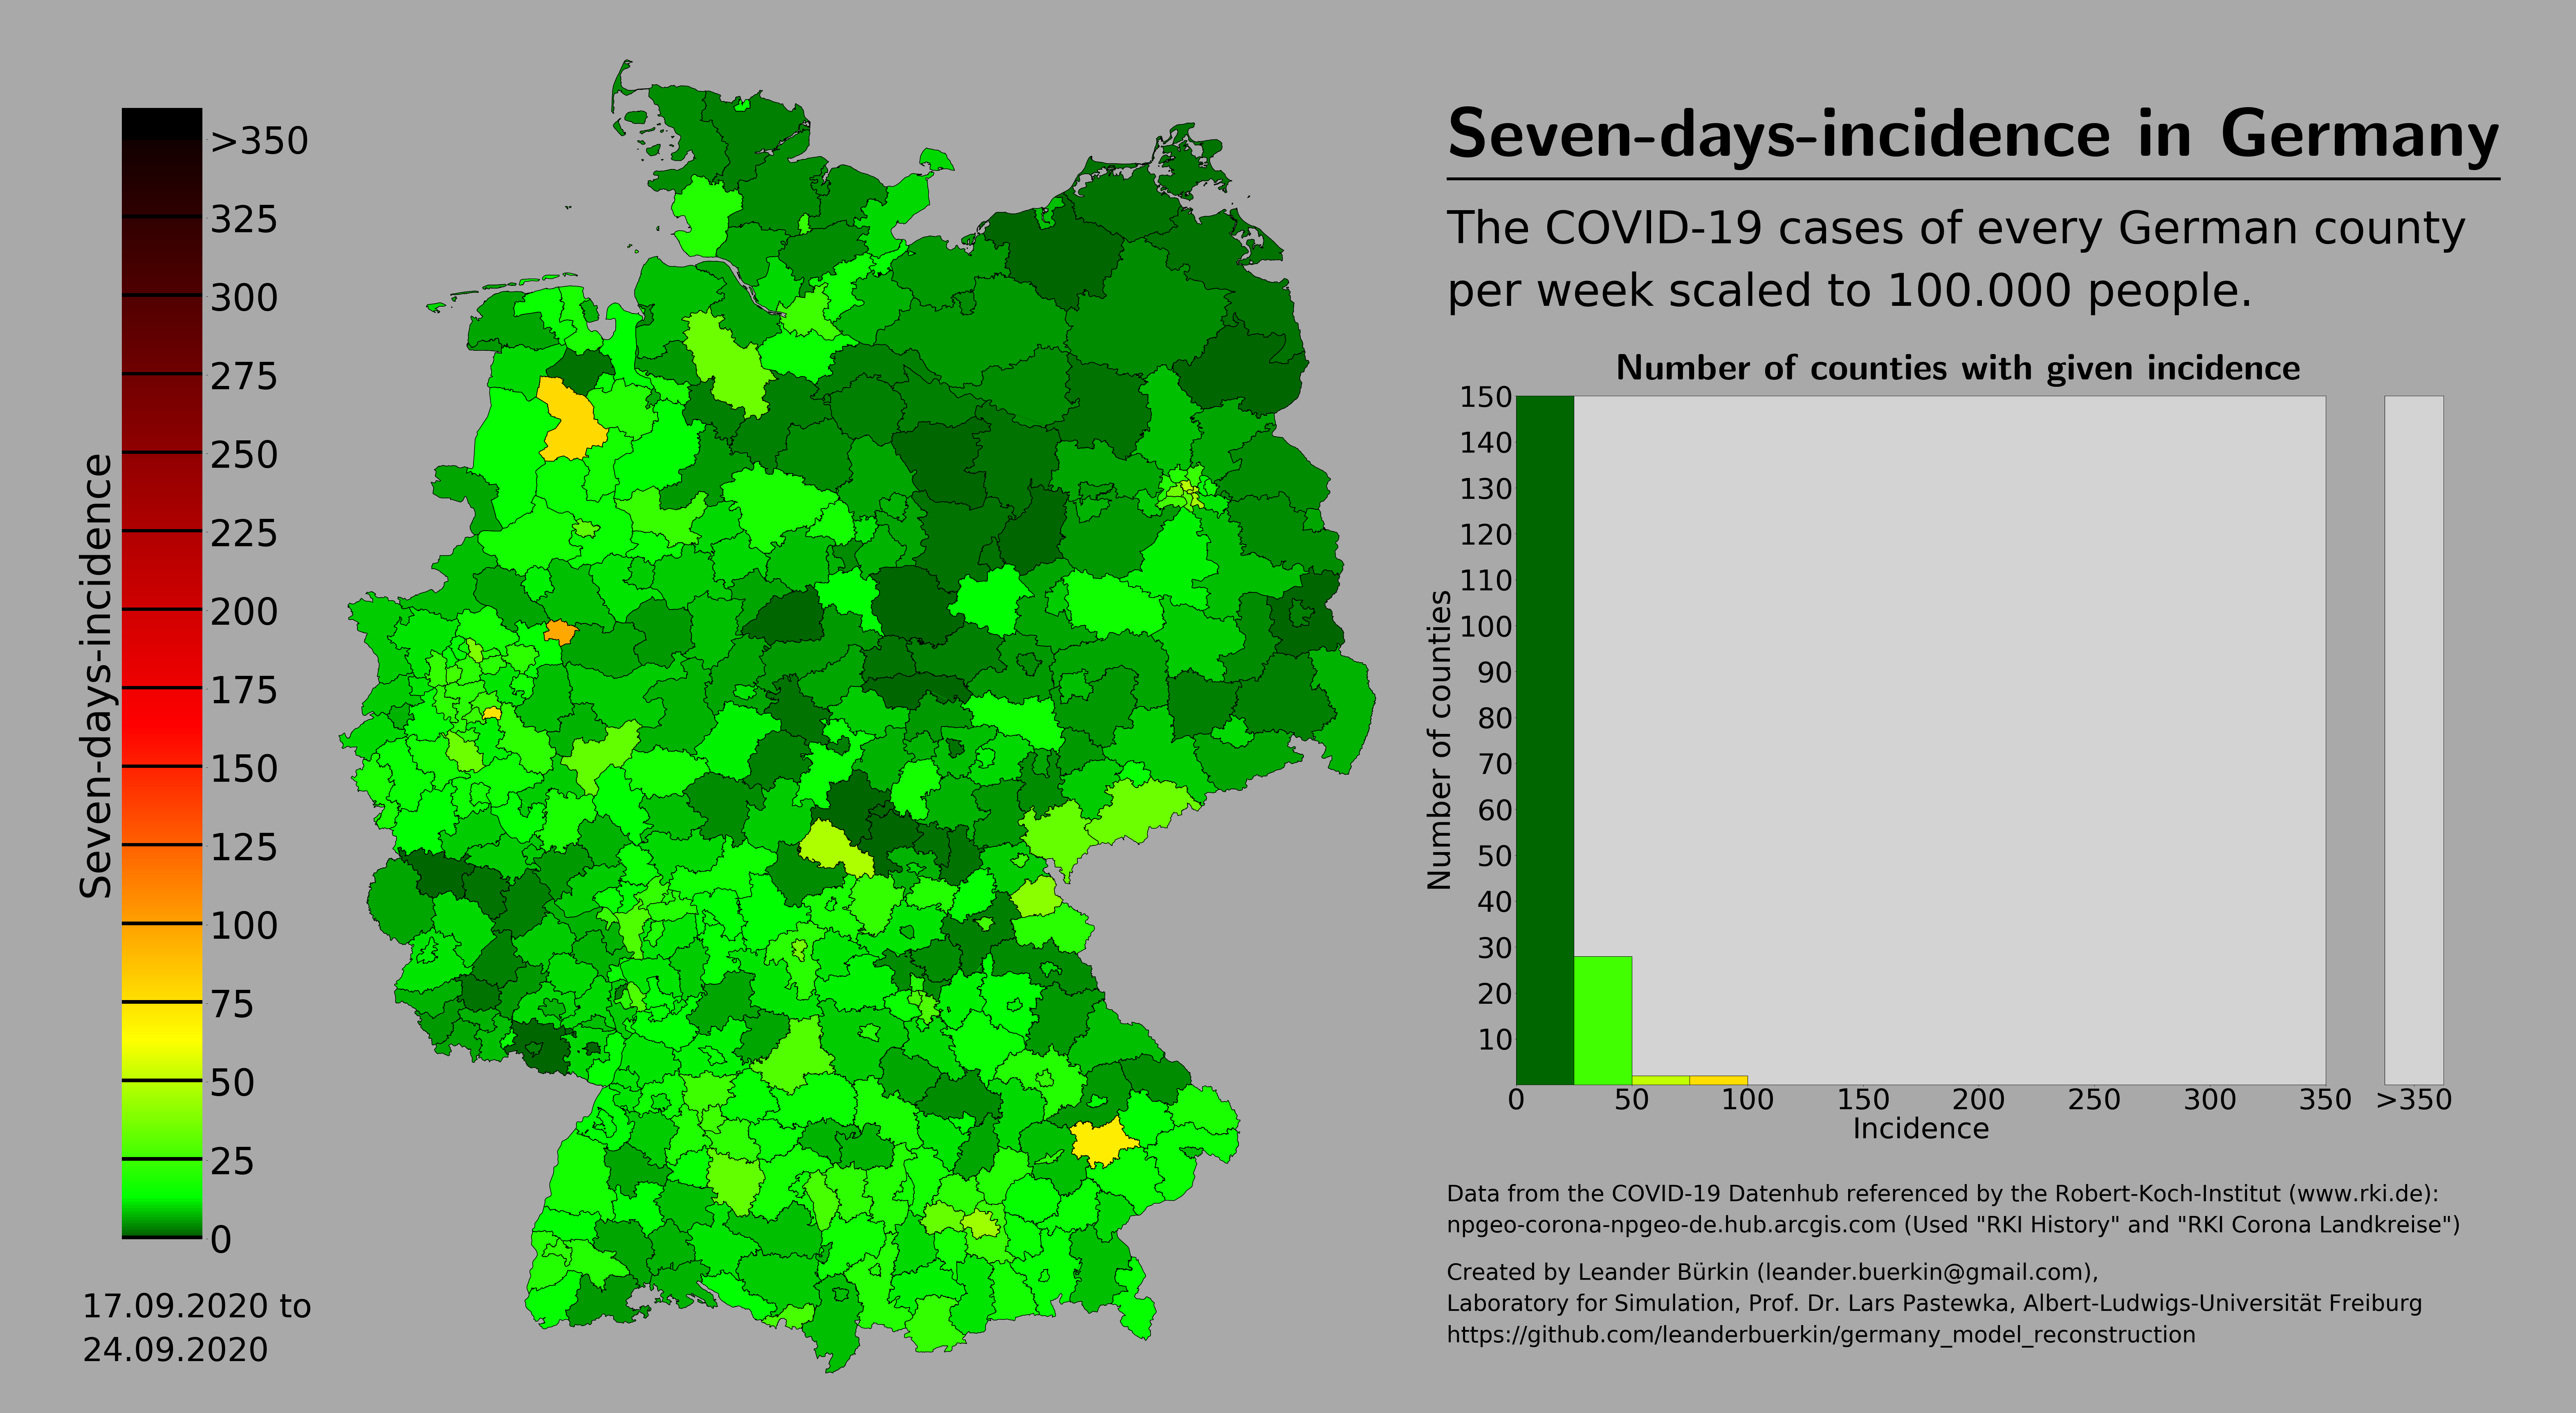 Seven-days-incidence in Germany
The COVID-19 cases of every German county
per week scaled to 100.000 people.
Seven-days-incidence
>350
325
300
275
250
225
200
175
150
125
100
75
50
25
0
17.09.2020 to
24.09.2020
Number of counties with given incidence
Number of counties
150
140
130
120
110
100
90
80
70
60
50
40
30
20
10
0 50 100 150 200 250 300 350 >350
Incidence
Data from the COVID-19 Datenhub referenced by the Robert-Koch-Institut (www.rki.de):
npgeo-corona-npgeo-de.hub.arcgis.com (Used "RKI History" and "RKI Corona Landkreise")
Created by Leander Bürkin (leander.buerkin@gmail.com),
Laboratory for Simulation, Prof. Dr. Lars Pastewka, Albert-Ludwigs-Universität Freiburg
https://github.com/leanderbuerkin/germany_model_reconstruction